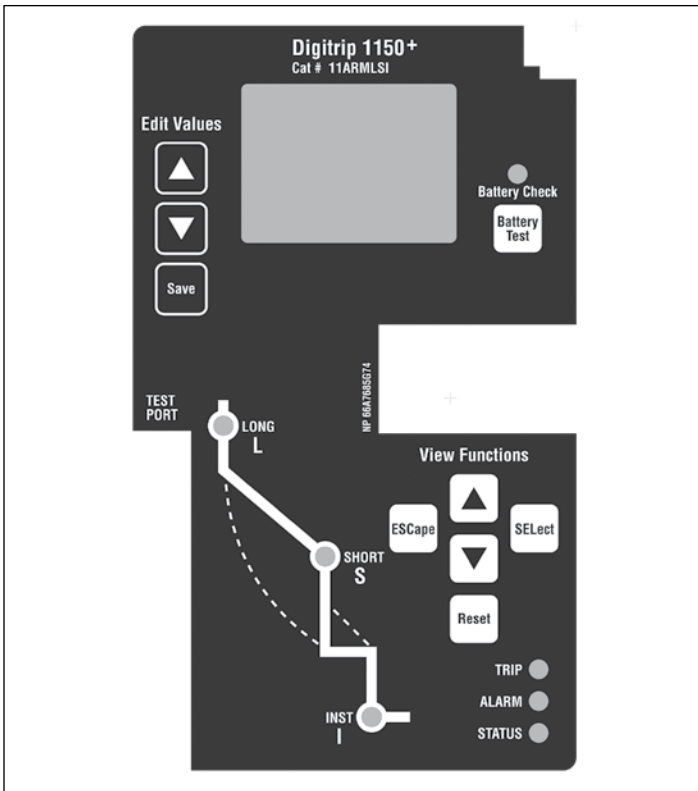 Digitrip 1150+
Cat # 11ARMLSI
Edit Values
Save
Battery Check
Battery
Test
NP 66A7685G74
TEST
PORT
LONG
L
SHORT
S
INST
I
View Functions
ESCape
SELect
Reset
TRIP
ALARM
STATUS